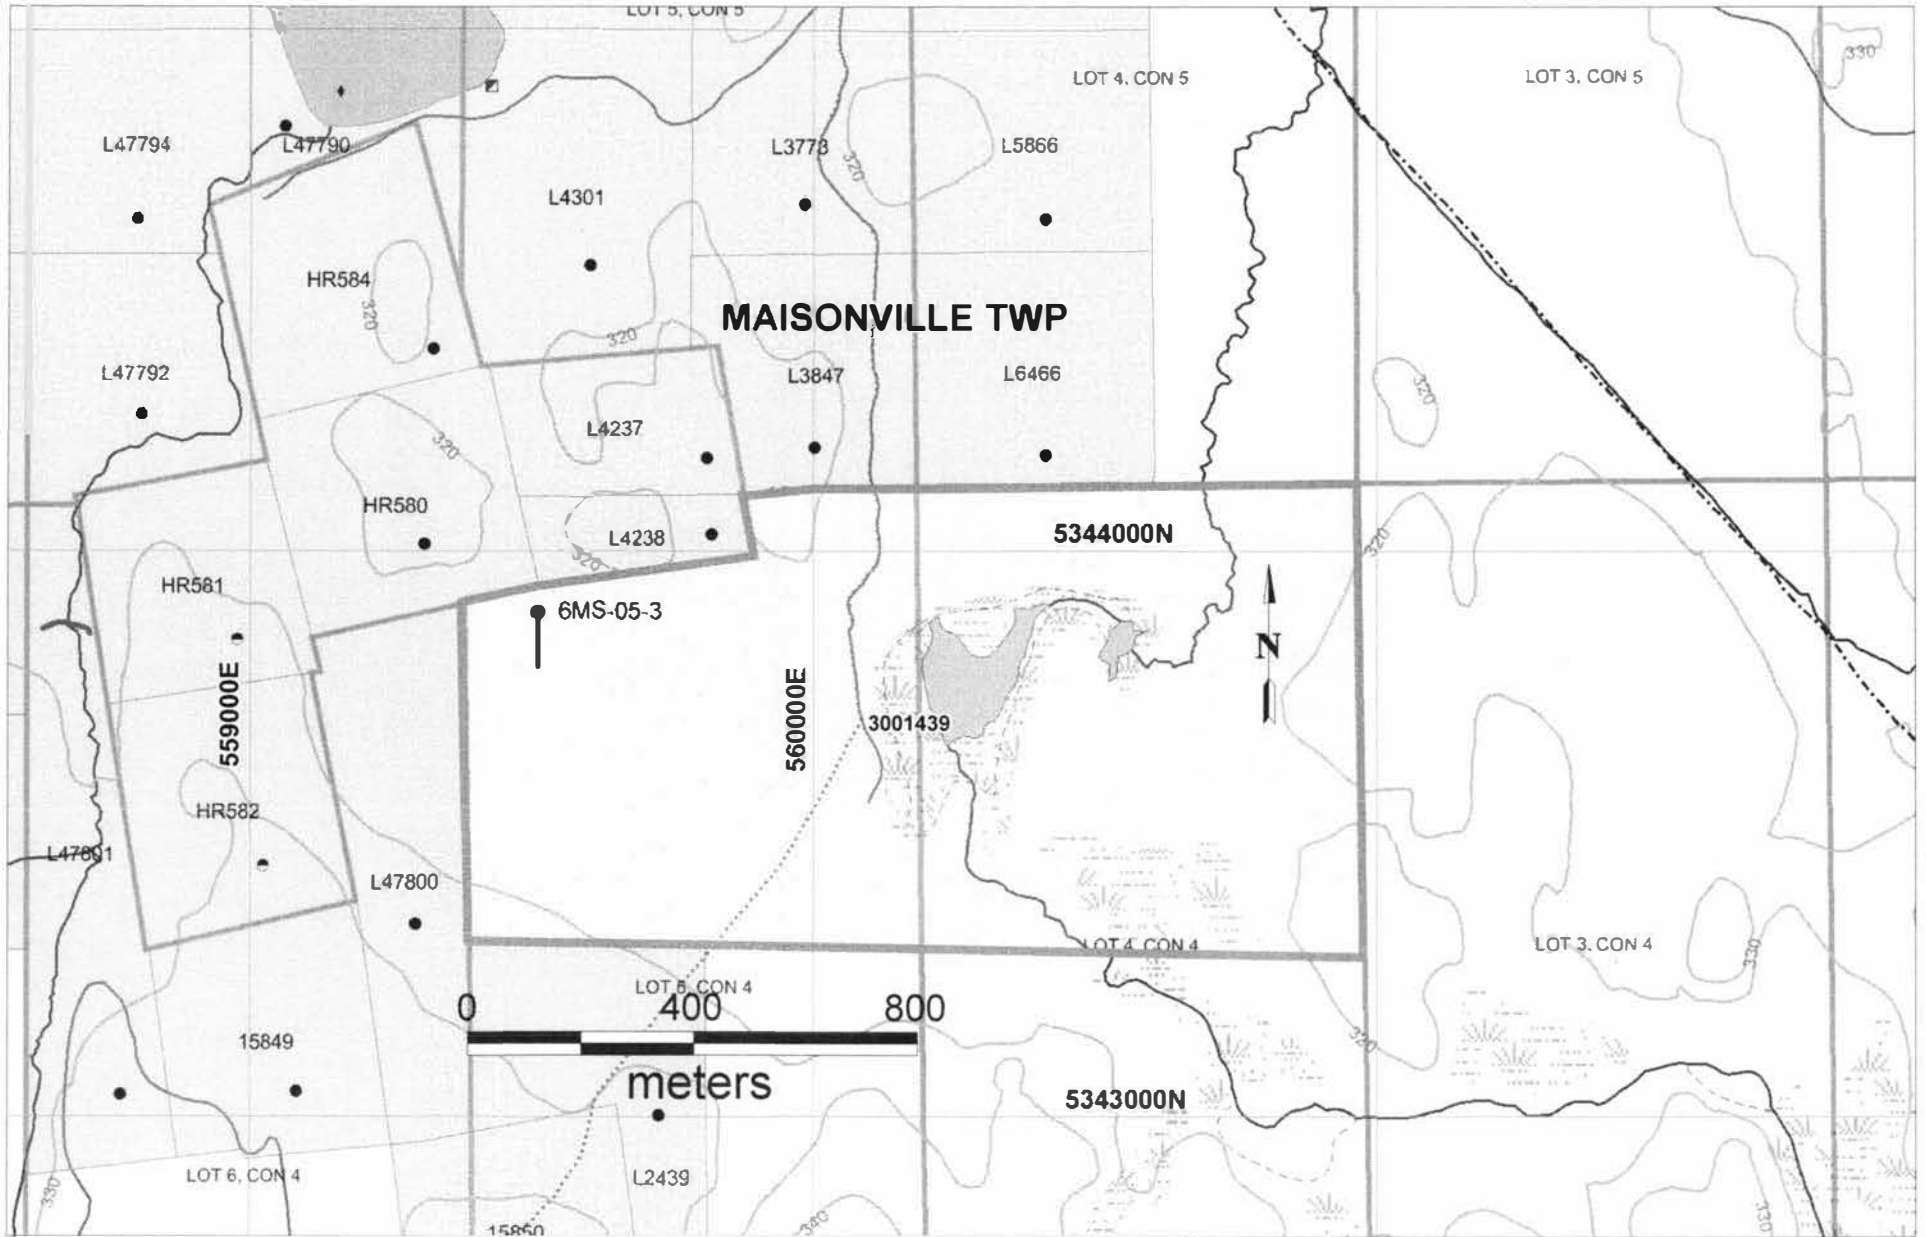 LOT 5, CON 5
LOT 4, CON 5
LOT 3, CON 5
330
L47794
L47790
L3773
L5866
320
L4301
HR584
320
MAISONVILLE TWP
320
L47792
L3847
L6466
320
L4237
320
HR580
L4238
5344000N
320
320
HR581
6MS-05-3
N
559000E
560000E
3001439
HR582
L47801
L47800
LOT 4, CON 4
LOT 3, CON 4
330
LOT 5, CON 4
0 400 800
meters
15849
320
5343000N
LOT 6, CON 4
L2439
330
15850
340
330